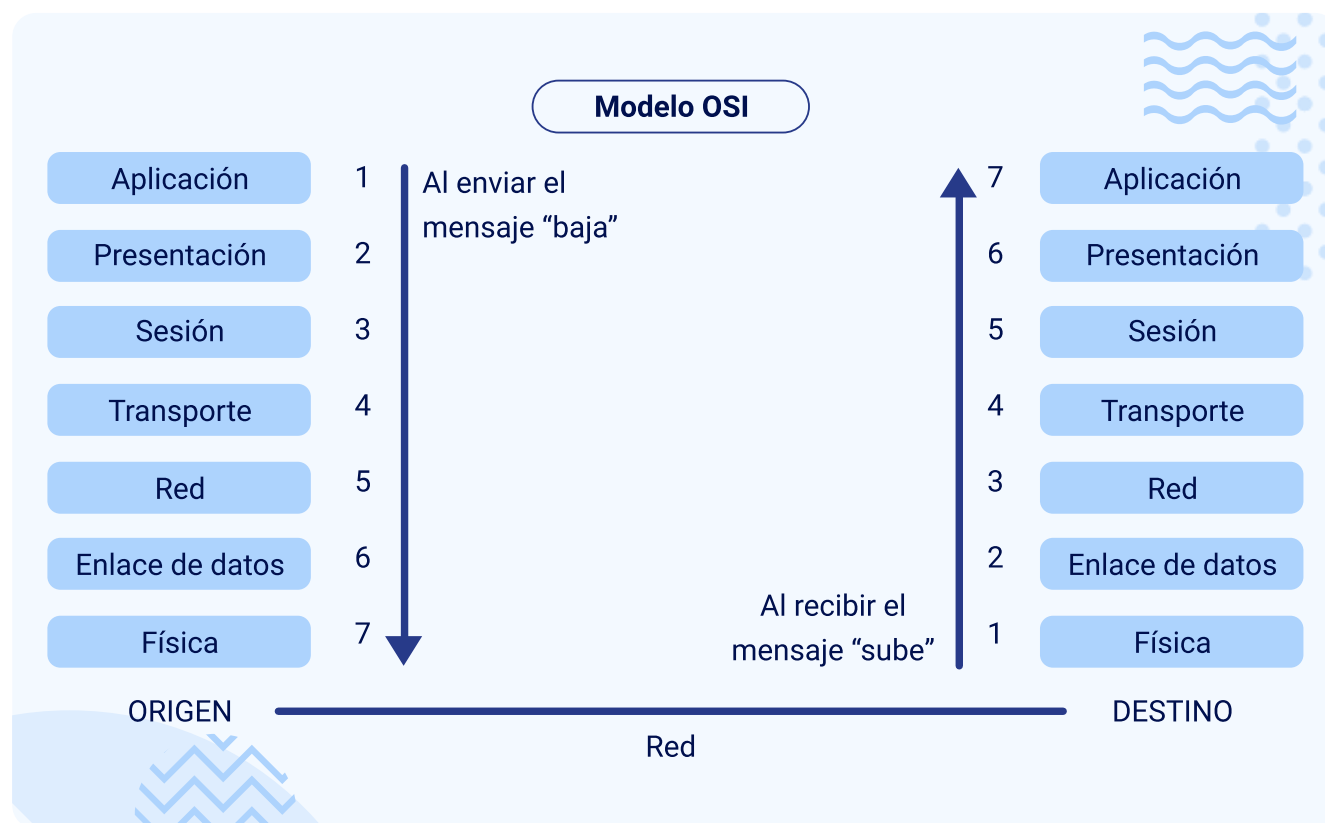 Modelo OSI
Aplicación 1 Al enviar el 7 Aplicación
mensaje “baja”
Presentación 2 6 Presentación
Sesión 3 5 Sesión
Transporte 4 4 Transporte
Red 5 3 Red
Enlace de datos 6 2 Enlace de datos
Al recibir el
Física 7 mensaje “sube” 1 Física
ORIGEN DESTINO
Red